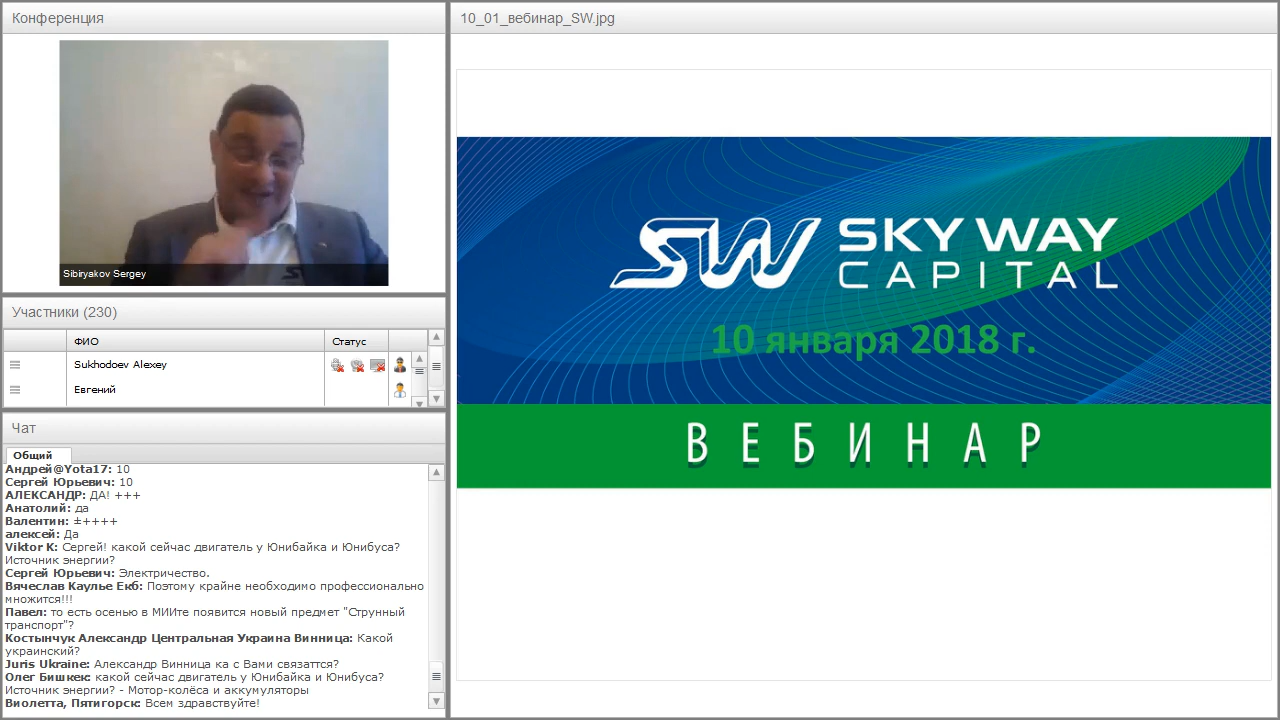 Конференция
Sibiryakov Sergey
Участники (230)
ФИО
Статус
Sukhodoev Alexey
Евгений
Чат
Общий
Андрей@Yota17: 10
Сергей Юрьевич: 10
АЛЕКСАНДР: ДА! +++
Анатолий: да
Валентин: ±++++
алексей: Да
Viktor K: Сергей! какой сейчас двигатель у Юнибайка и Юнибуса?
Источник энергии?
Сергей Юрьевич: Электричество.
Вячеслав Каулье Екб: Поэтому крайне необходимо профессионально
множится!!!
Павел: то есть осенью в МИИте появится новый предмет "Струнный
транспорт"?
Костынчук Александр Центральная Украина Винница: Какой
украинский?
Juris Ukraine: Александр Винница ка с Вами связаттся?
Олег Бишкек: какой сейчас двигатель у Юнибайка и Юнибуса?
Источник энергии? - Мотор-колёса и аккумуляторы
Виолетта, Пятигорск: Всем здравствуйте!
10_01_вебинар_SW.jpg
SW SKY WAY
CAPITAL
10 января 2018 г.
ВЕБИНАР